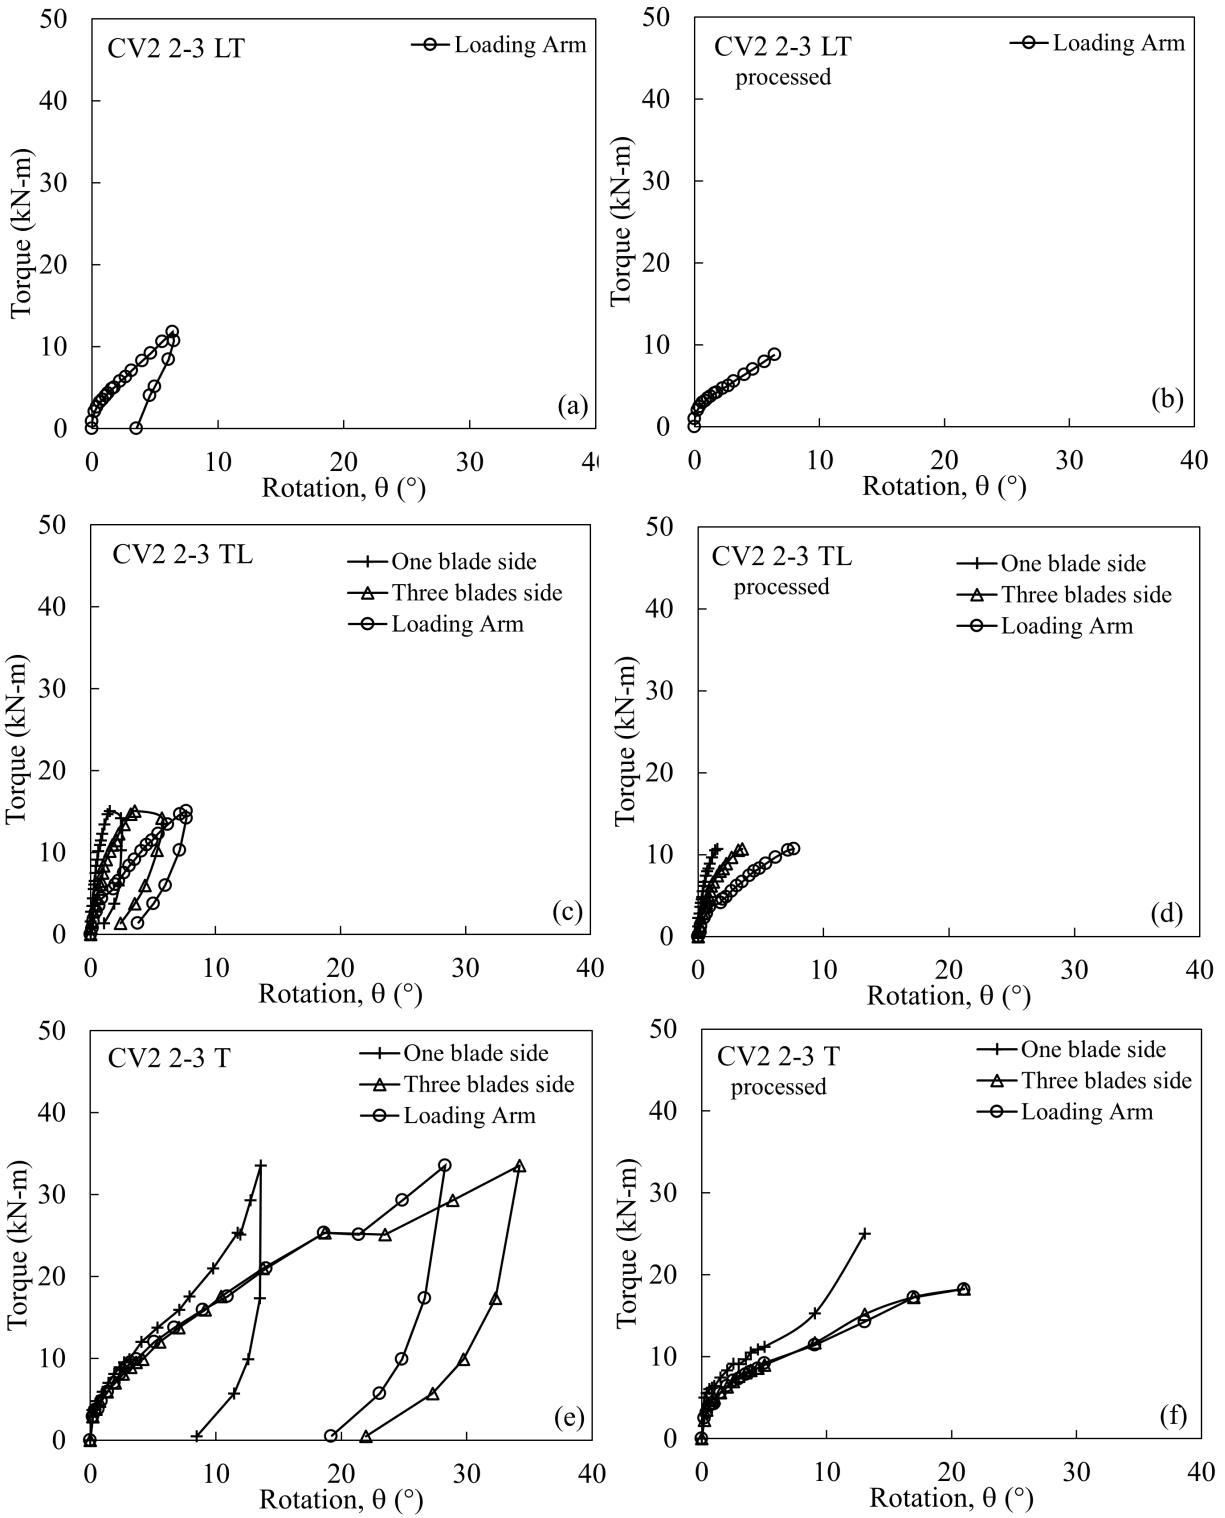 CV2 2-3 LT
Loading Arm
50
40
30
20
10
0
Torque (kN-m)
(a)
0 10 20 30 4(
Rotation, θ (°)
CV2 2-3 LT
processed
Loading Arm
50
40
30
20
10
0
Torque (kN-m)
(b)
0 10 20 30 40
Rotation, θ (°)
CV2 2-3 TL
One blade side
Three blades side
Loading Arm
50
40
30
20
10
0
Torque (kN-m)
(c)
0 10 20 30 40
Rotation, θ (°)
CV2 2-3 TL
processed
One blade side
Three blades side
Loading Arm
50
40
30
20
10
0
Torque (kN-m)
(d)
0 10 20 30 40
Rotation, θ (°)
CV2 2-3 T
One blade side
Three blades side
Loading Arm
50
40
30
20
10
0
Torque (kN-m)
(e)
0 10 20 30 40
Rotation, θ (°)
CV2 2-3 T
processed
One blade side
Three blades side
Loading Arm
50
40
30
20
10
0
Torque (kN-m)
(f)
0 10 20 30 40
Rotation, θ (°)